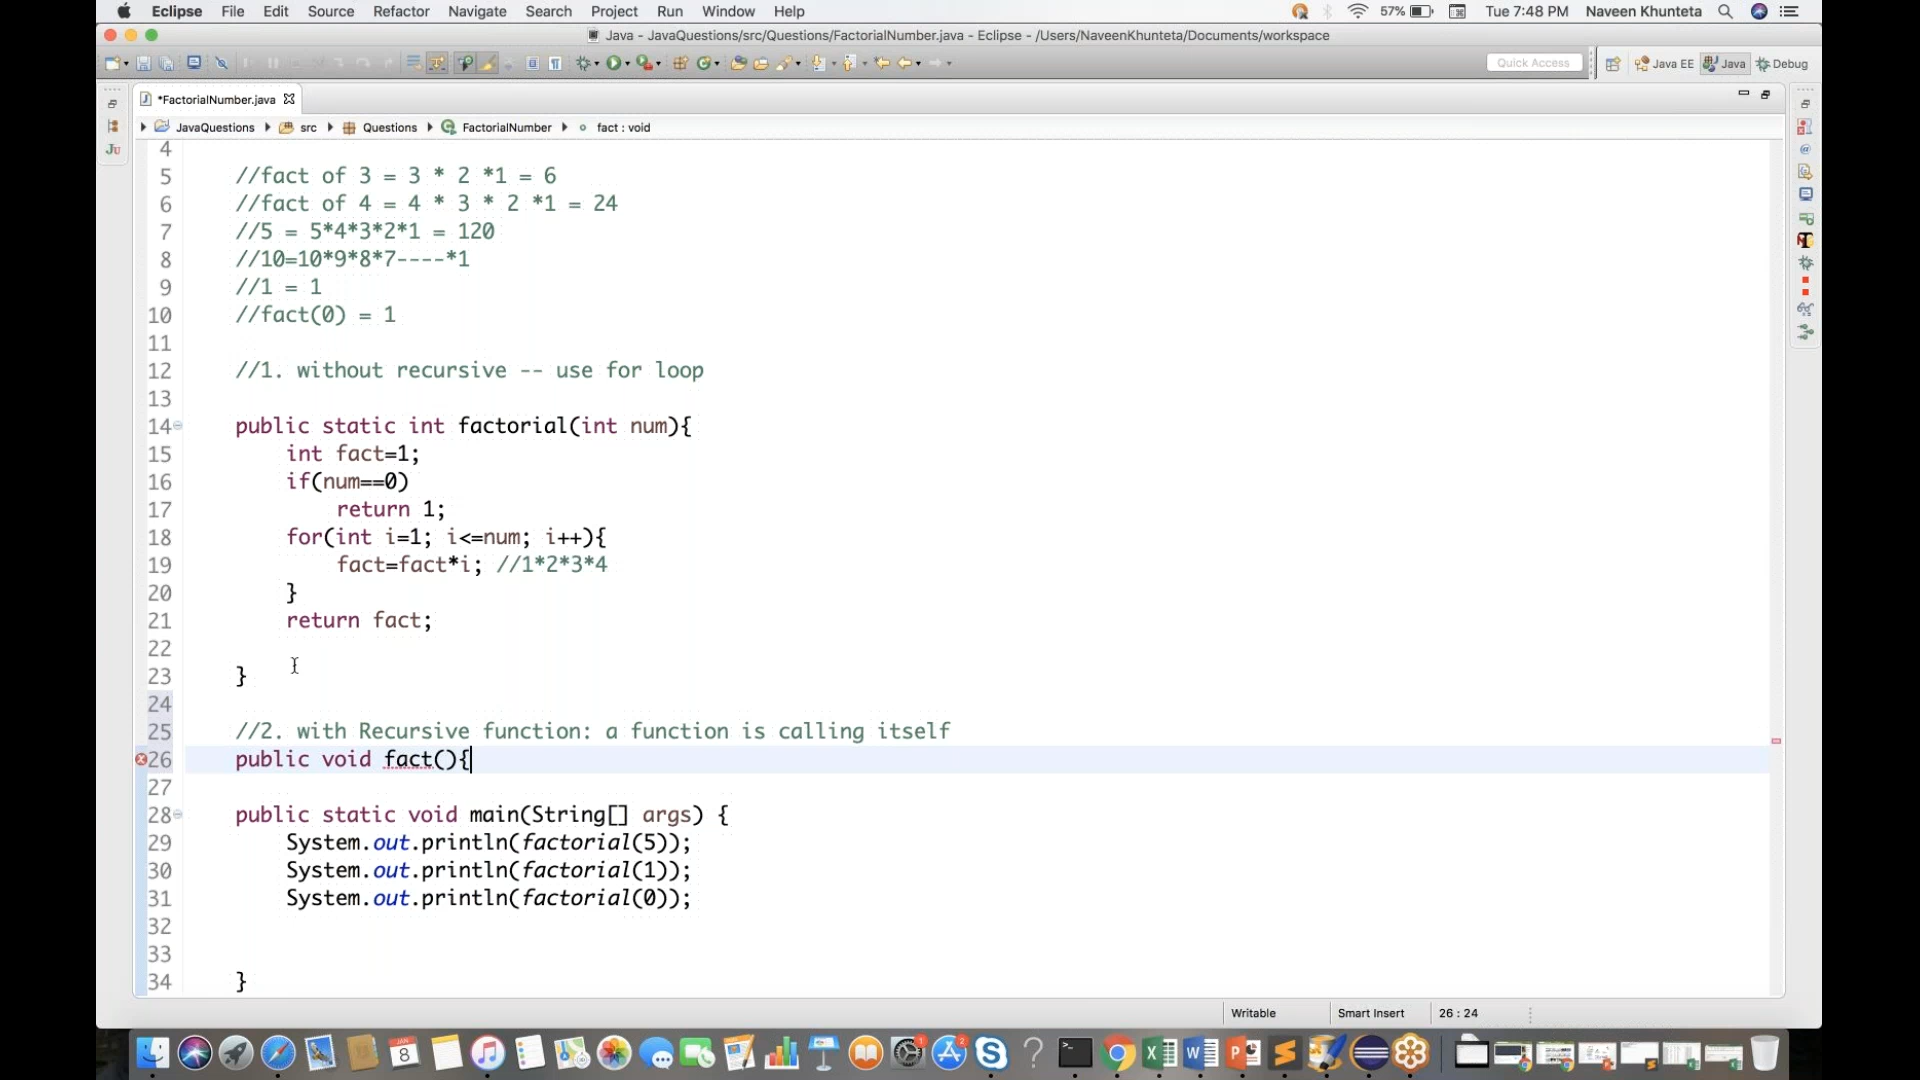 Eclipse File Edit Source Refactor Navigate Search Project Run Window Help 57% Tue 7:48 PM Naveen Khunteta
Java - JavaQuestions/src/Questions/FactorialNumber.java - Eclipse - /Users/NaveenKhunteta/Documents/workspace
Quick Access Java EE Java Debug
*FactorialNumber.java
JavaQuestions src Questions FactorialNumber fact : void
4
5 //fact of 3 = 3 * 2 *1 = 6
6 //fact of 4 = 4 * 3 * 2 *1 = 24
7 //5 = 5*4*3*2*1 = 120
8 //10=10*9*8*7----*1
9 //1 = 1
10 //fact(0) = 1
11
12 //1. without recursive -- use for loop
13
14 public static int factorial(int num){
15 int fact=1;
16 if(num==0)
17 return 1;
18 for(int i=1; i<=num; i++){
19 fact=fact*i; //1*2*3*4
20 }
21 return fact;
22
23 }
24
25 //2. with Recursive function: a function is calling itself
26 public void fact(){
27
28 public static void main(String[] args) {
29 System.out.println(factorial(5));
30 System.out.println(factorial(1));
31 System.out.println(factorial(0));
32
33
34 }
Writable Smart Insert 26 : 24